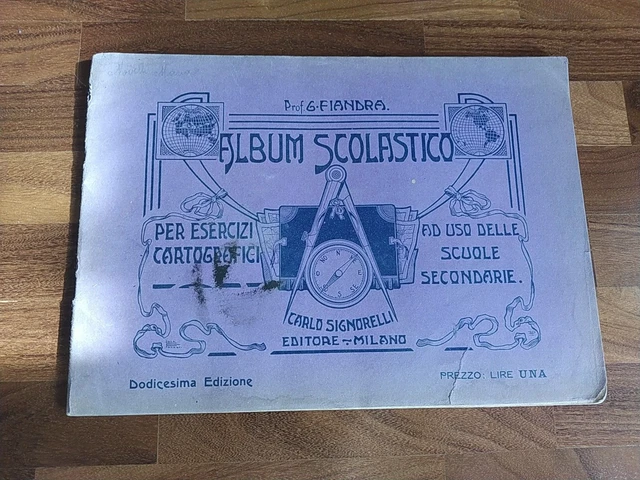 Prof. G. FIANDRA.
ALBUM SCOLASTICO
PER ESERCIZI
CARTOGRAFICI
AD USO DELLE
SCUOLE
SECONDARIE.
N
E
S
CARLO SIGNORELLI
EDITORE ~ MILANO
Dodicesima Edizione
PREZZO: LIRE UNA